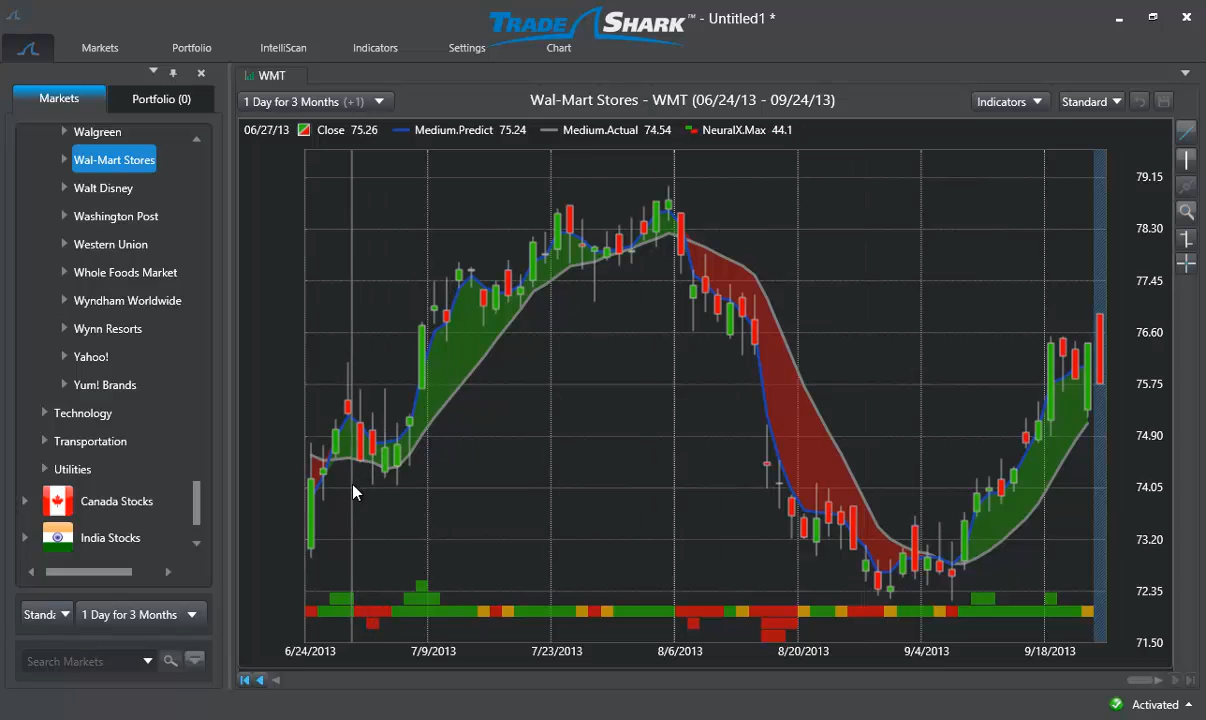 TRADE SHARK™ - Untitled1 *
Markets Portfolio IntelliScan Indicators Settings Chart
Markets Portfolio (0)
Walgreen
Wal-Mart Stores
Walt Disney
Washington Post
Western Union
Whole Foods Market
Wyndham Worldwide
Wynn Resorts
Yahoo!
Yum! Brands
Technology
Transportation
Utilities
Canada Stocks
India Stocks
Standa 1 Day for 3 Months
Search Markets
WMT
1 Day for 3 Months (+1) Wal-Mart Stores - WMT (06/24/13 - 09/24/13) Indicators Standard
06/27/13 Close 75.26 Medium.Predict 75.24 Medium.Actual 74.54 NeuralX.Max 44.1
79.15
78.30
77.45
76.60
75.75
74.90
74.05
73.20
72.35
71.50
6/24/2013 7/9/2013 7/23/2013 8/6/2013 8/20/2013 9/4/2013 9/18/2013
Activated